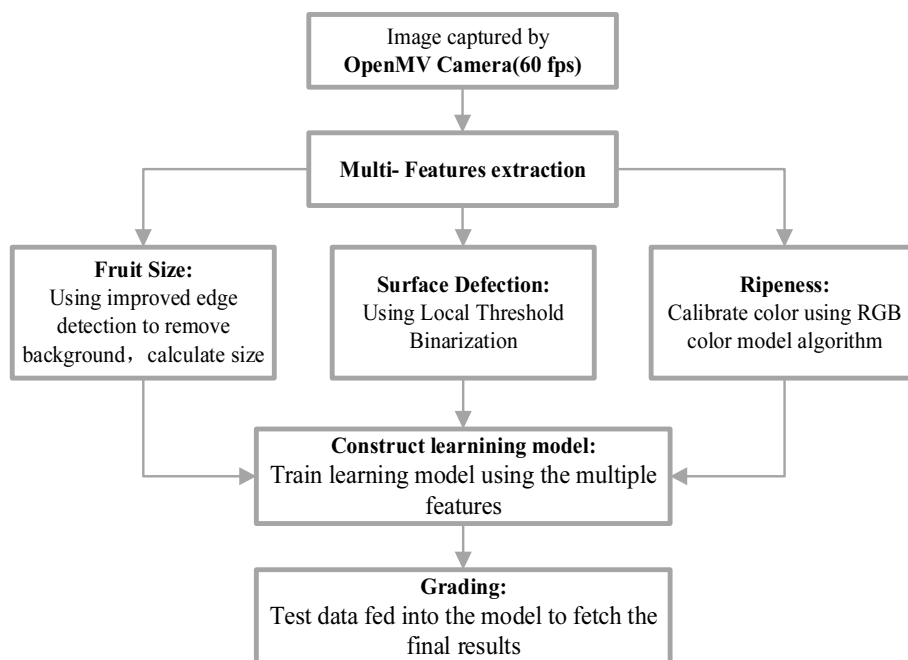 Image captured by
OpenMV Camera(60 fps)
Multi- Features extraction
Fruit Size:
Using improved edge
detection to remove
background，calculate size
Surface Defection:
Using Local Threshold
Binarization
Ripeness:
Calibrate color using RGB
color model algorithm
Construct learnining model:
Train learning model using the multiple
features
Grading:
Test data fed into the model to fetch the
final results